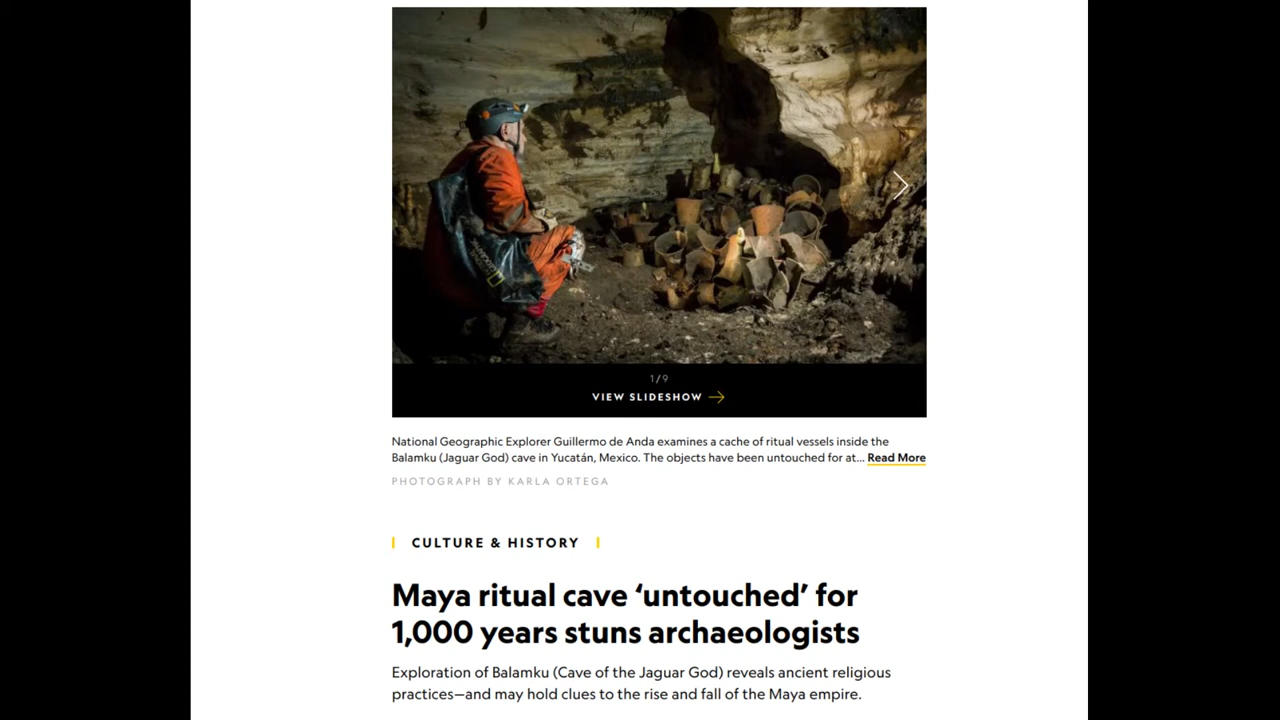 1/9
VIEW SLIDESHOW
National Geographic Explorer Guillermo de Anda examines a cache of ritual vessels inside the
Balamku (Jaguar God) cave in Yucatán, Mexico. The objects have been untouched for at... Read More
PHOTOGRAPH BY KARLA ORTEGA
CULTURE & HISTORY
Maya ritual cave ‘untouched’ for
1,000 years stuns archaeologists
Exploration of Balamku (Cave of the Jaguar God) reveals ancient religious
practices—and may hold clues to the rise and fall of the Maya empire.